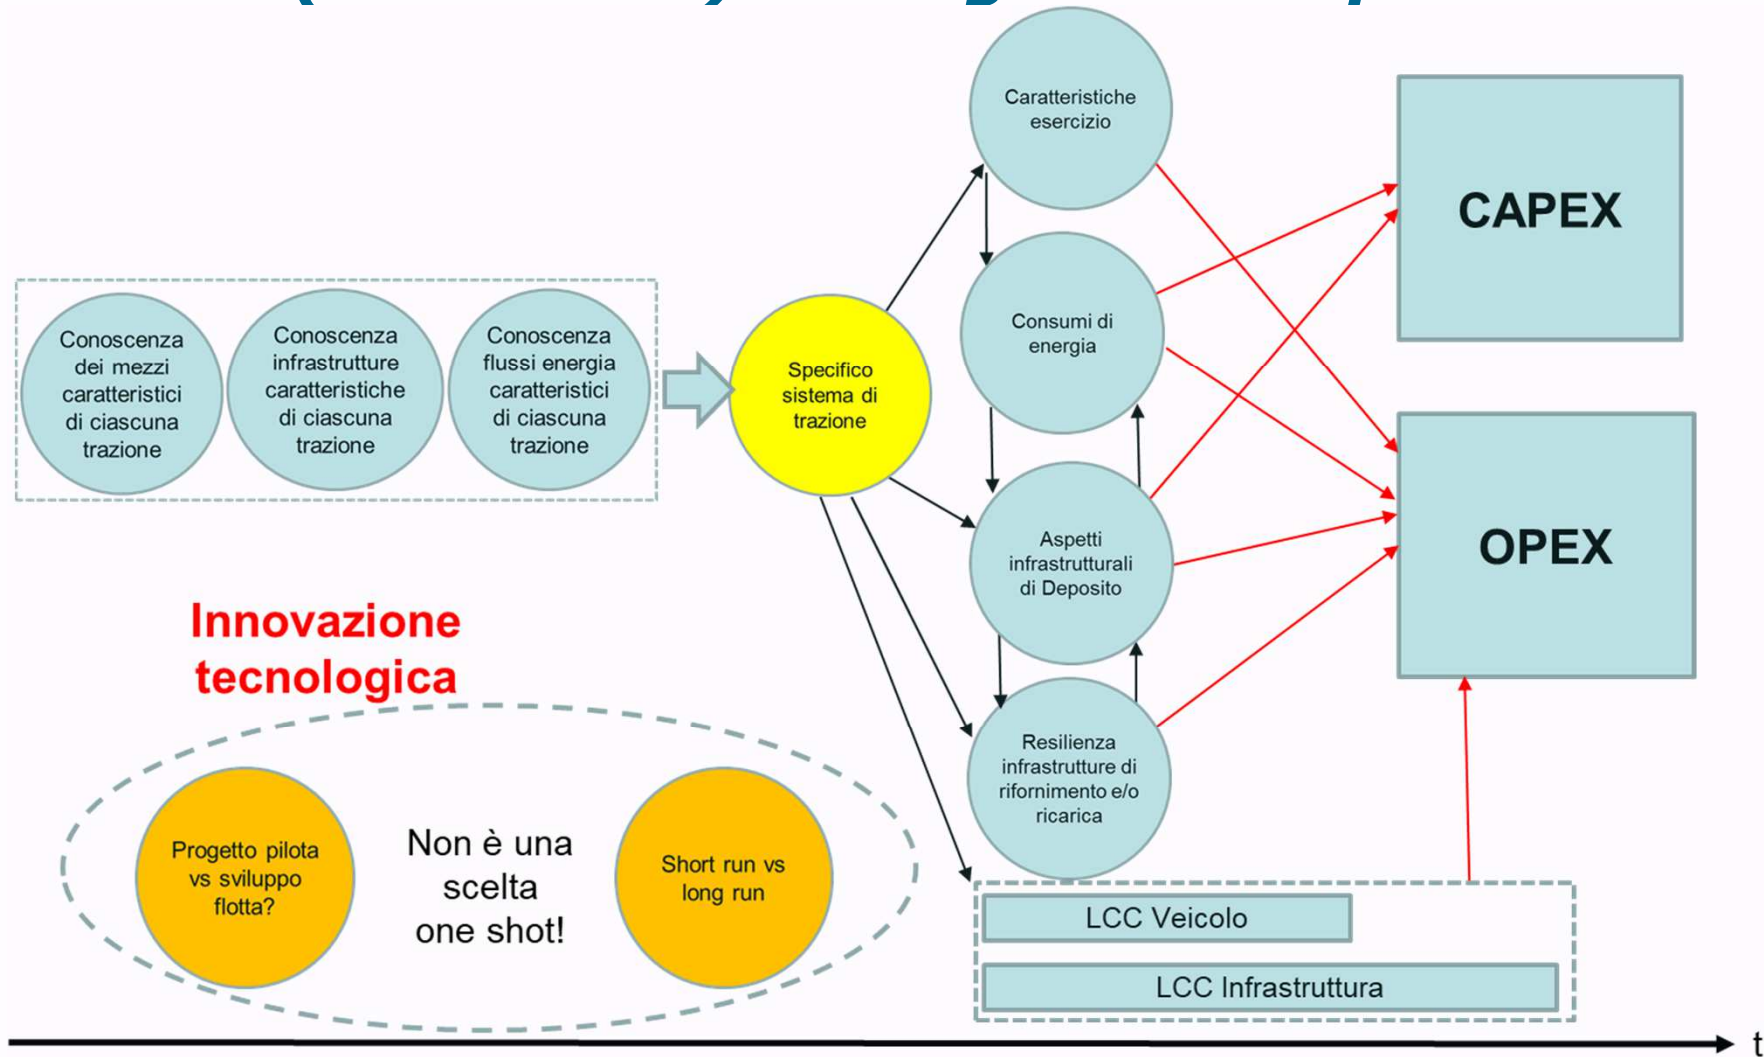 Caratteristiche
esercizio
CAPEX
Conoscenza
dei mezzi
caratteristici
di ciascuna
trazione
Conoscenza
infrastrutture
caratteristiche
di ciascuna
trazione
Conoscenza
flussi energia
caratteristici
di ciascuna
trazione
Specifico
sistema di
trazione
Consumi di
energia
Aspetti
infrastrutturali
di Deposito
OPEX
Resilienza
infrastrutture di
rifornimento e/o
ricarica
Innovazione
tecnologica
Progetto pilota
vs sviluppo
flotta?
Non è una
scelta
one shot!
Short run vs
long run
LCC Veicolo
LCC Infrastruttura
t